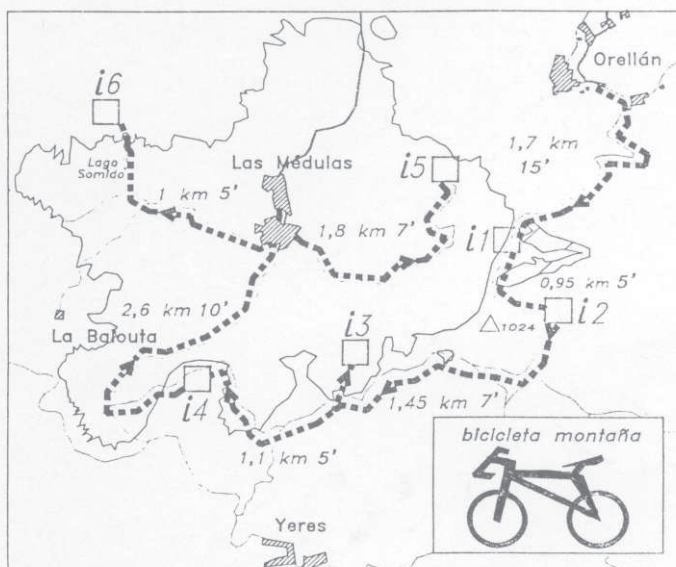 Orellán
i6
1,7 km
15'
Lago
Somido
Las Médulas
i5
1 km 5'
1,8 km 7'
i1
0,95 km 5'
2,6 km 10'
i2
La Balouta
i3
1024
i4
1,45 km 7'
bicicleta montaña
1,1 km 5'
Yeres